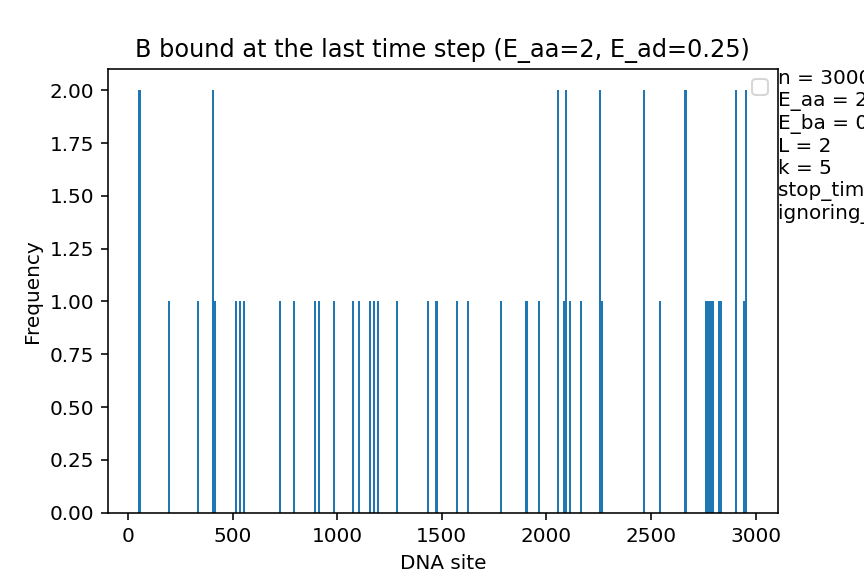 B bound at the last time step (E_aa=2, E_ad=0.25)
n = 3000
E_aa = 2
E_ba = 0
L = 2
k = 5
stop_tim
ignoring_
Frequency
2.00
1.75
1.50
1.25
1.00
0.75
0.50
0.25
0.00
0 500 1000 1500 2000 2500 3000
DNA site